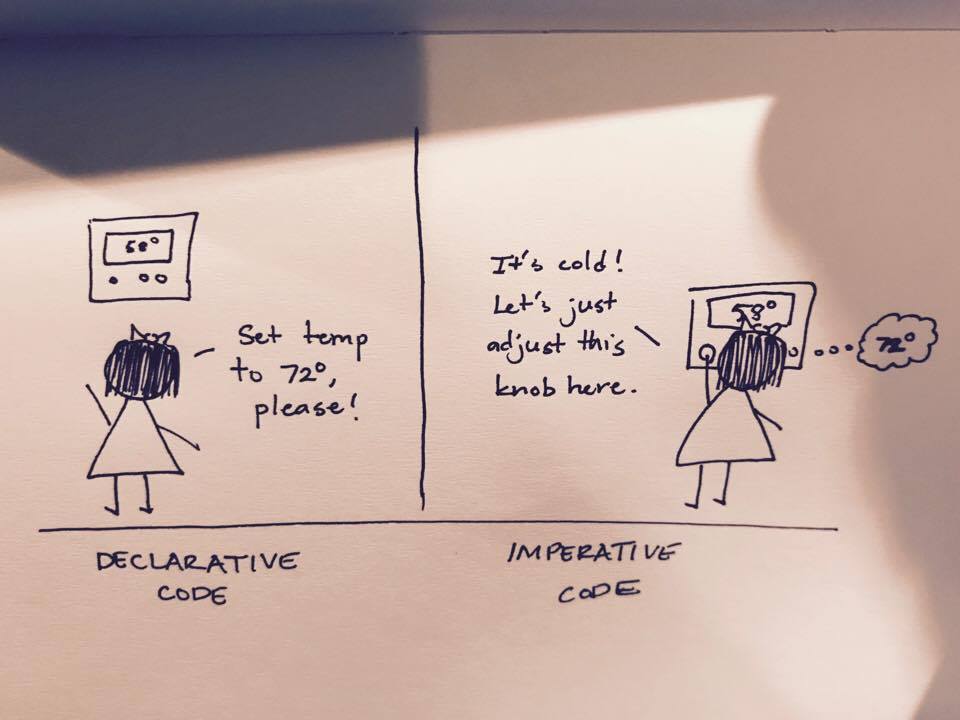 58°
Set temp
to 72°,
please!
DECLARATIVE
CODE
It's cold!
Let's just
adjust this
knob here.
58°
72°
IMPERATIVE
CODE